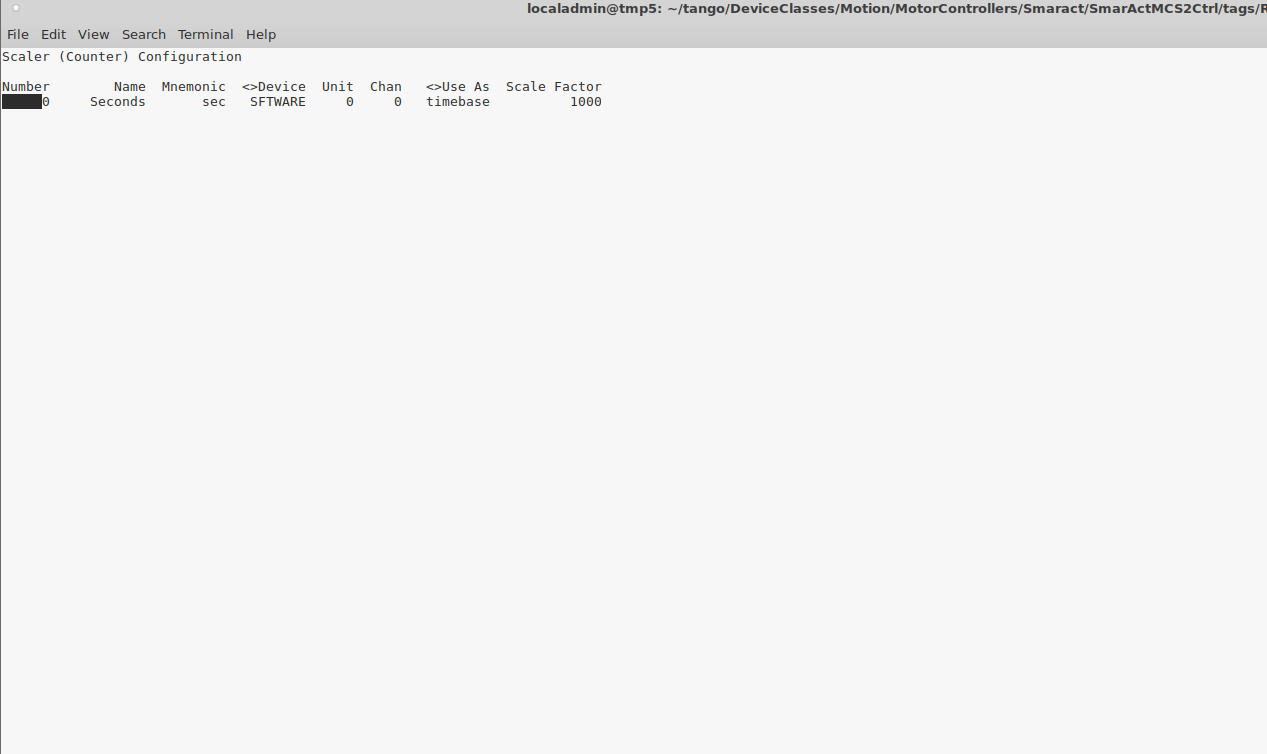 localadmin@tmp5: ~/tango/DeviceClasses/Motion/MotorControllers/Smaract/SmarActMCS2Ctrl/tags/R
File Edit View Search Terminal Help
Scaler (Counter) Configuration
Number Name Mnemonic <>Device Unit Chan <>Use As Scale Factor
0 Seconds sec SFTWARE 0 0 timebase 1000